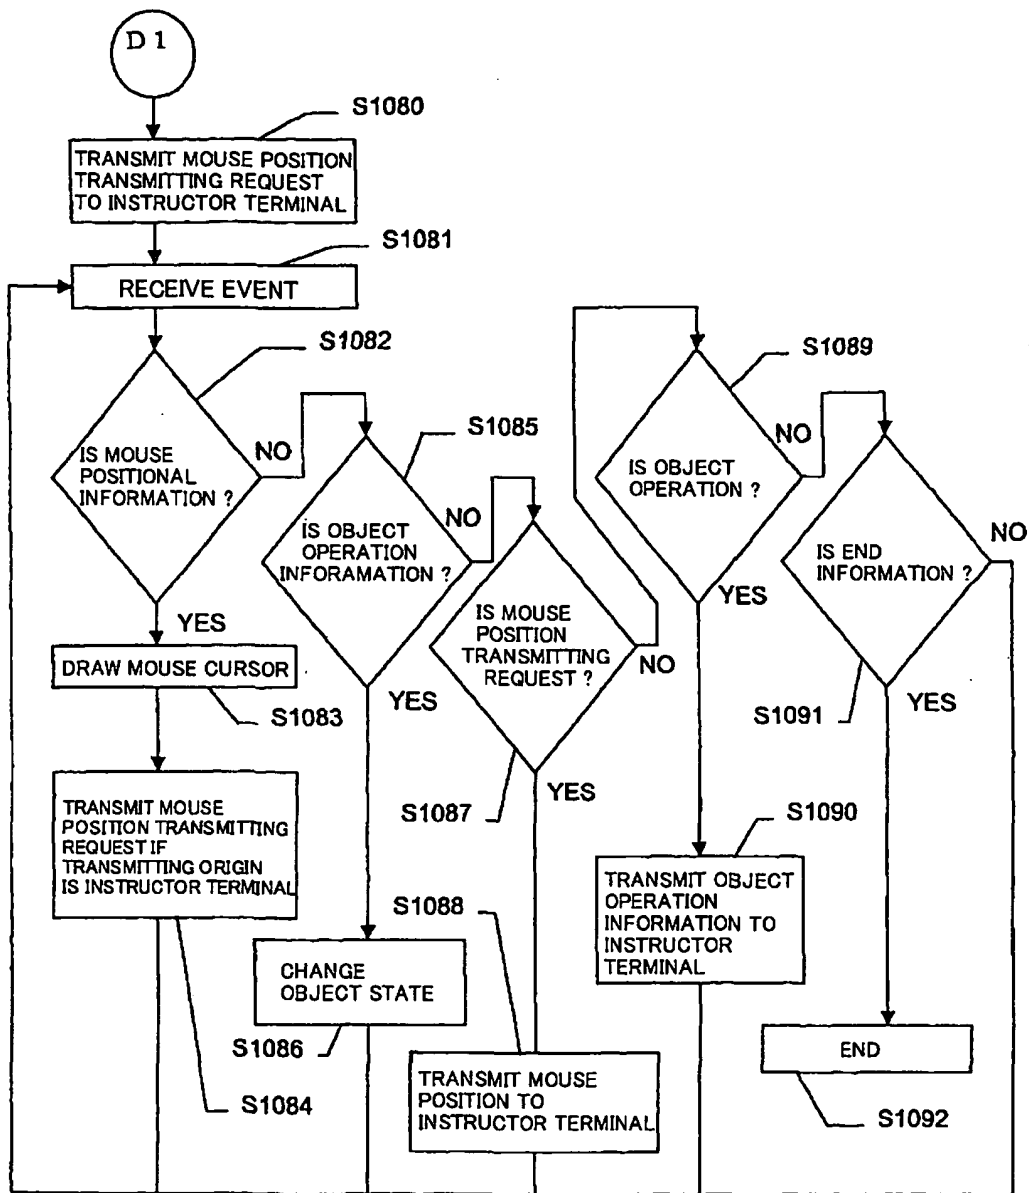 D 1
S1080
TRANSMIT MOUSE POSITION
TRANSMITTING REQUEST
TO INSTRUCTOR TERMINAL
S1081
RECEIVE EVENT
S1082
IS MOUSE
POSITIONAL
INFORMATION ?
NO
YES
DRAW MOUSE CURSOR
S1083
TRANSMIT MOUSE
POSITION TRANSMITTING
REQUEST IF
TRANSMITTING ORIGIN
IS INSTRUCTOR TERMINAL
S1084
S1085
IS OBJECT
OPERATION
INFORAMATION ?
NO
YES
CHANGE
OBJECT STATE
S1086
IS MOUSE
POSITION
TRANSMITTING
REQUEST ?
NO
S1087
YES
S1088
TRANSMIT MOUSE
POSITION TO
INSTRUCTOR TERMINAL
S1089
IS OBJECT
OPERATION ?
NO
YES
S1090
TRANSMIT OBJECT
OPERATION
INFORMATION TO
INSTRUCTOR
TERMINAL
IS END
INFORMATION ?
NO
S1091
YES
END
S1092